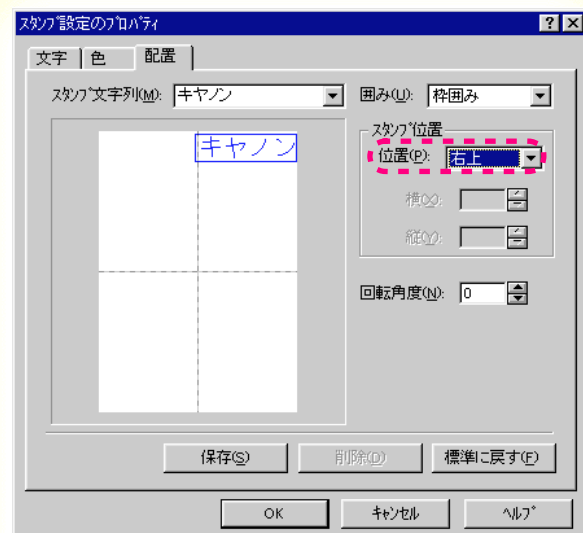 スタンプ設定のプロパティ
文字 色 配置
スタンプ文字列(M): キヤノン 囲み(U): 枠囲み
キヤノン
スタンプ位置
位置(P): 右上
横(X):
縦(Y):
回転角度(N): 0
保存(S) 削除(D) 標準に戻す(F)
OK キャンセル ヘルプ